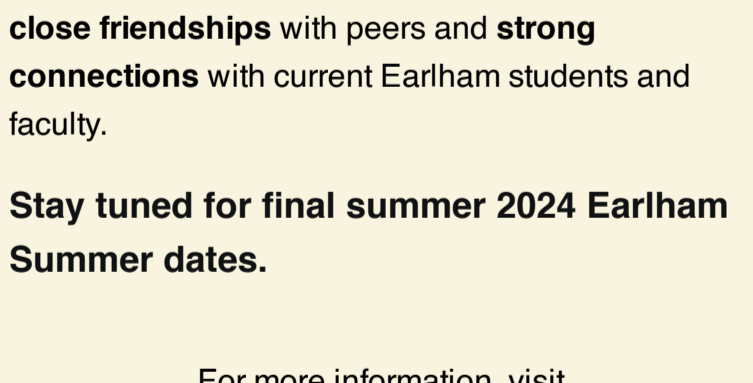 close friendships with peers and strong
connections with current Earlham students and
faculty.
Stay tuned for final summer 2024 Earlham
Summer dates.
For more information, visit